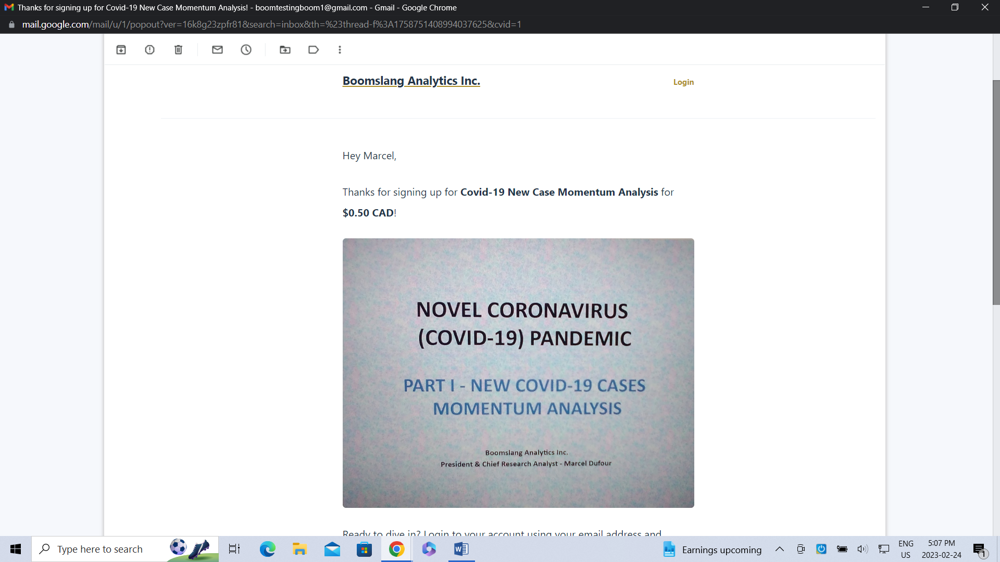 Thanks for signing up for Covid-19 New Case Momentum Analysis! - boomtestingboom1@gmail.com - Gmail - Google Chrome
mail.google.com/mail/u/1/popout?ver=16k8g23zpfr81&search=inbox&th=%23thread-f%3A1758751408994037625&cvid=1
Boomslang Analytics Inc.
Login
Hey Marcel,
Thanks for signing up for Covid-19 New Case Momentum Analysis for
$0.50 CAD!
NOVEL CORONAVIRUS
(COVID-19) PANDEMIC
PART I - NEW COVID-19 CASES
MOMENTUM ANALYSIS
Boomslang Analytics Inc.
President & Chief Research Analyst - Marcel Dufour
Ready to dive in? Login to your account using your email address and
Type here to search
Earnings upcoming
ENG
US
5:07 PM
2023-02-24
1